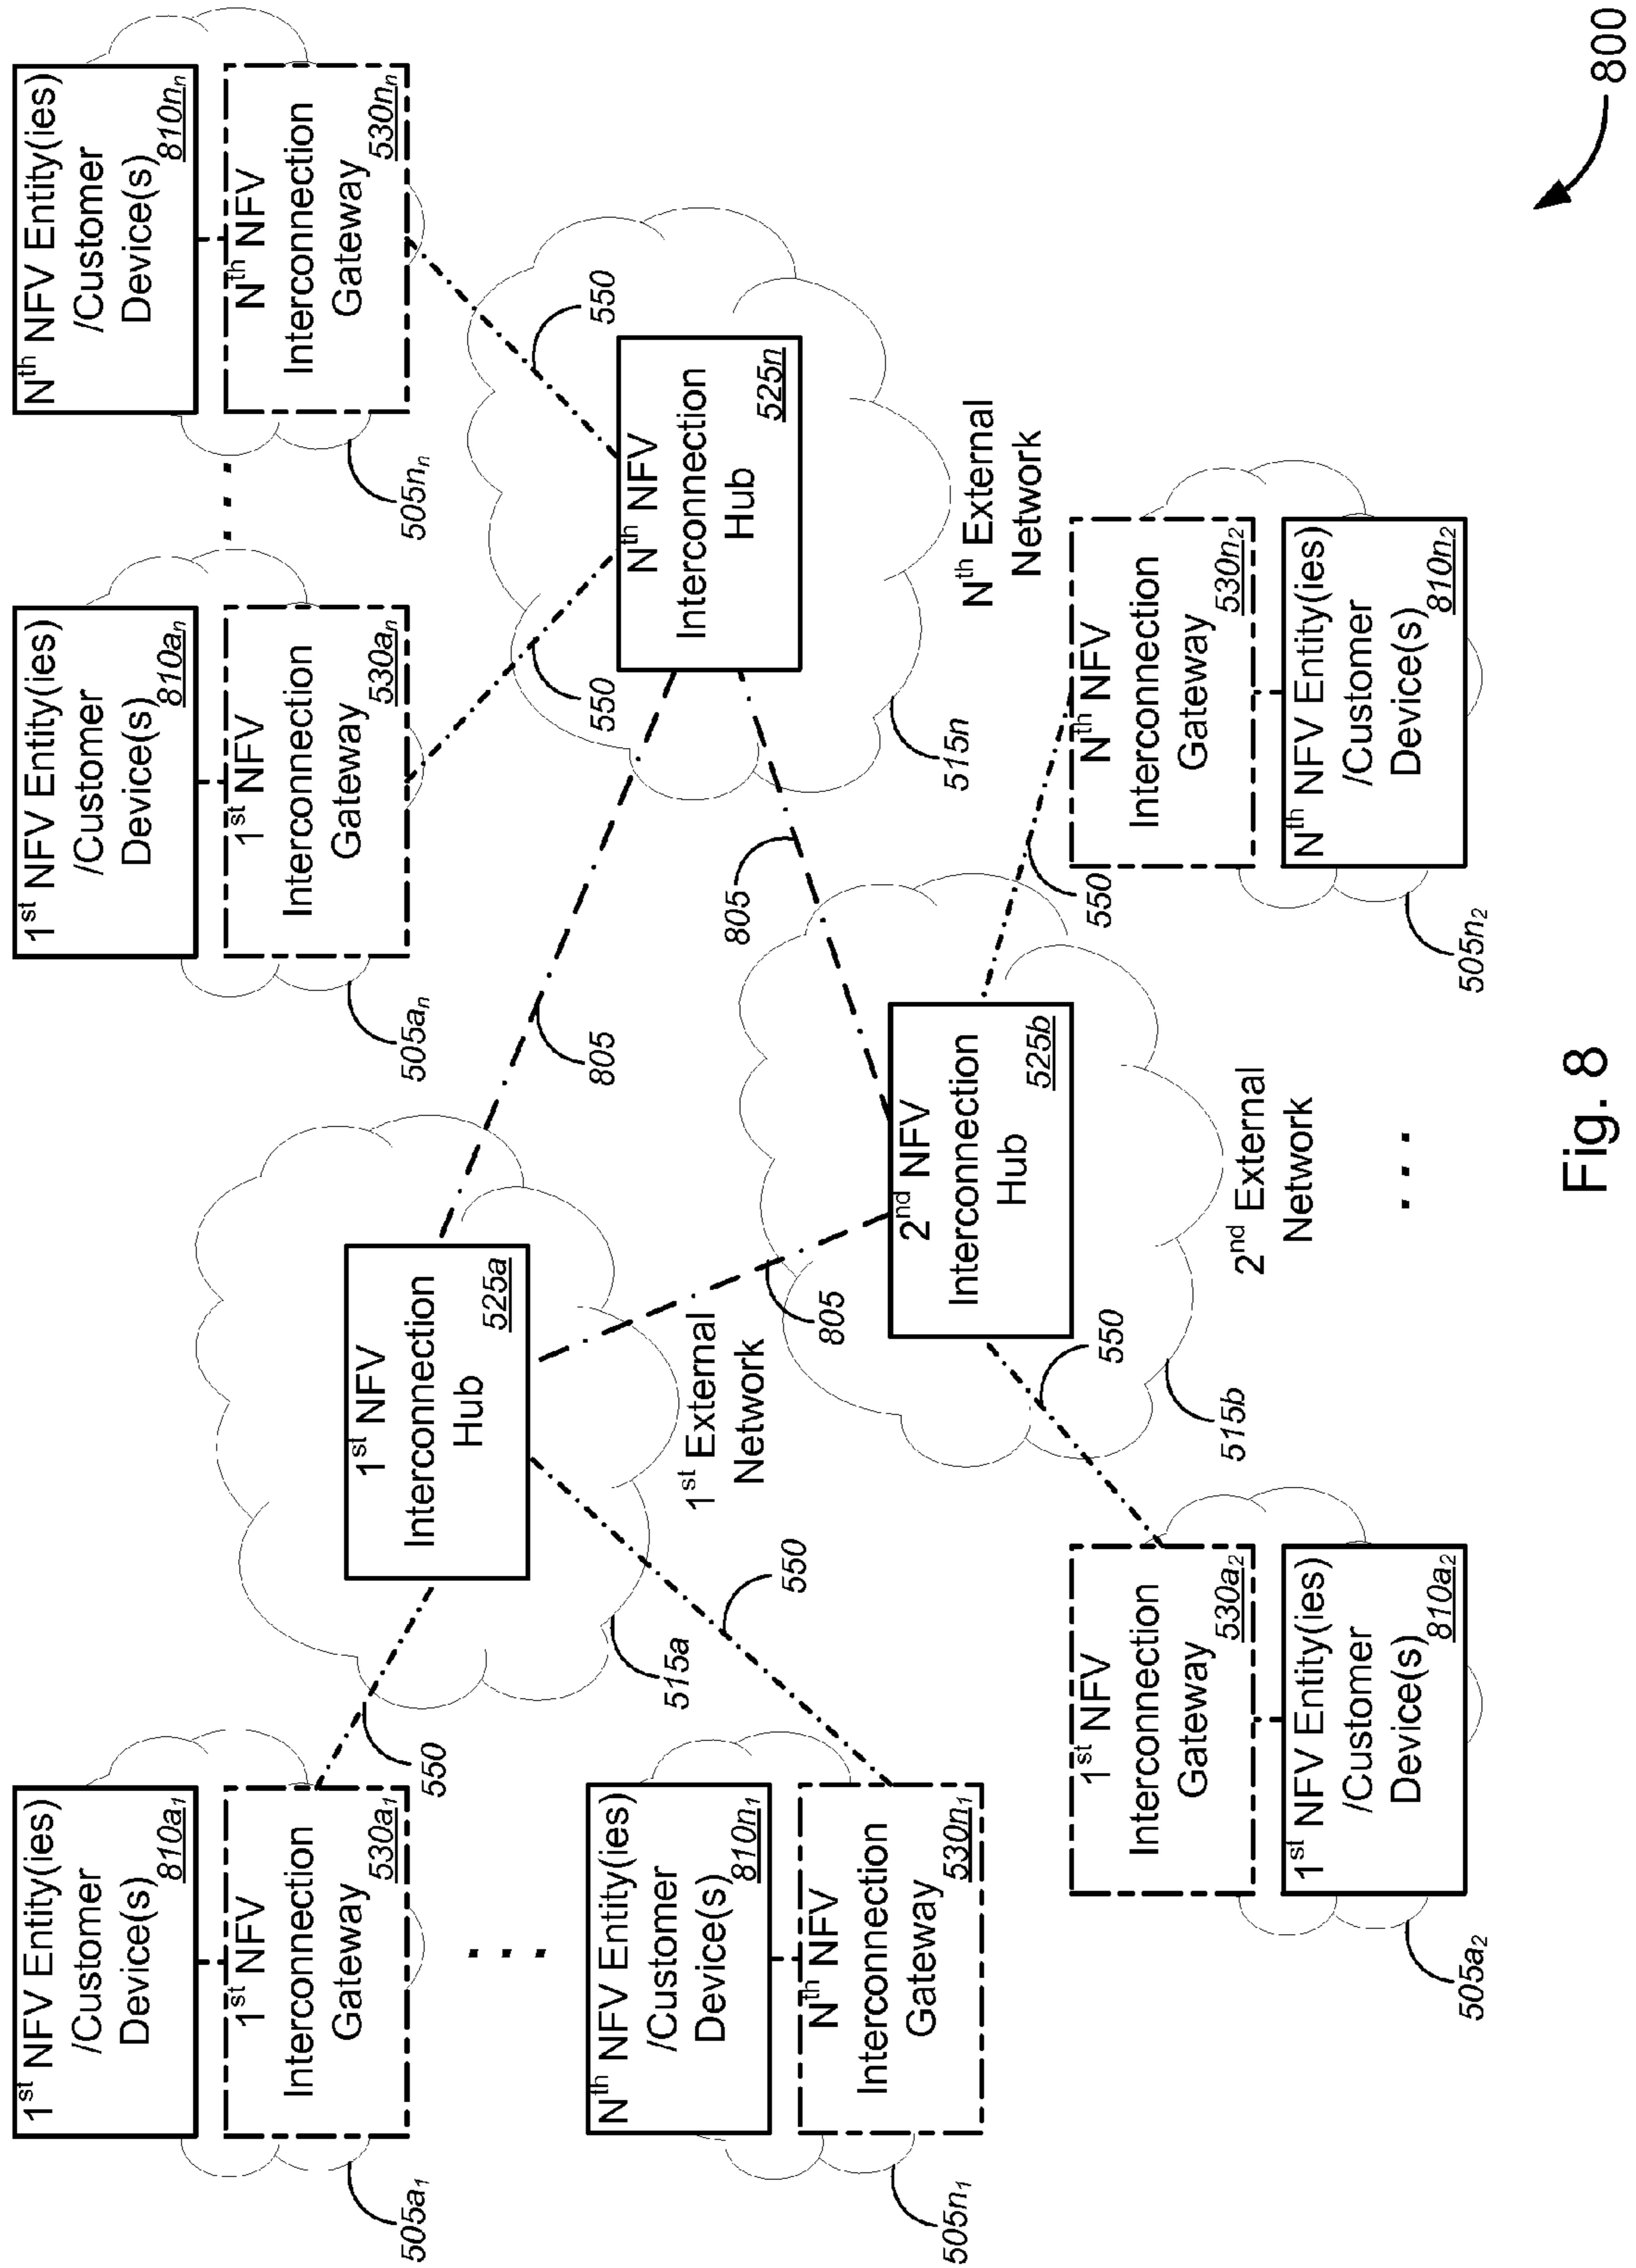 1st NFV Entity(ies)
/Customer
Device(s)
810a1
1st NFV
Interconnection
Gateway
530a1
505a1
550
. . .
Nth NFV Entity(ies)
/Customer
Device(s)
810n1
Nth NFV
Interconnection
Gateway
530n1
505n1
550
1st NFV
Interconnection
Hub
525a
515a
1st External
Network
805
805
1st NFV Entity(ies)
/Customer
Device(s)
810an
1st NFV
Interconnection
Gateway
530an
505an
550
. . .
Nth NFV Entity(ies)
/Customer
Device(s)
810nn
Nth NFV
Interconnection
Gateway
530nn
505nn
550
Nth NFV
Interconnection
Hub
525n
515n
Nth External
Network
805
2nd NFV
Interconnection
Hub
525b
515b
2nd External
Network
550
550
1st NFV
Interconnection
Gateway
530a2
1st NFV Entity(ies)
/Customer
Device(s)
810a2
505a2
. . .
Nth NFV
Interconnection
Gateway
530n2
Nth NFV Entity(ies)
/Customer
Device(s)
810n2
505n2
Fig. 8
800